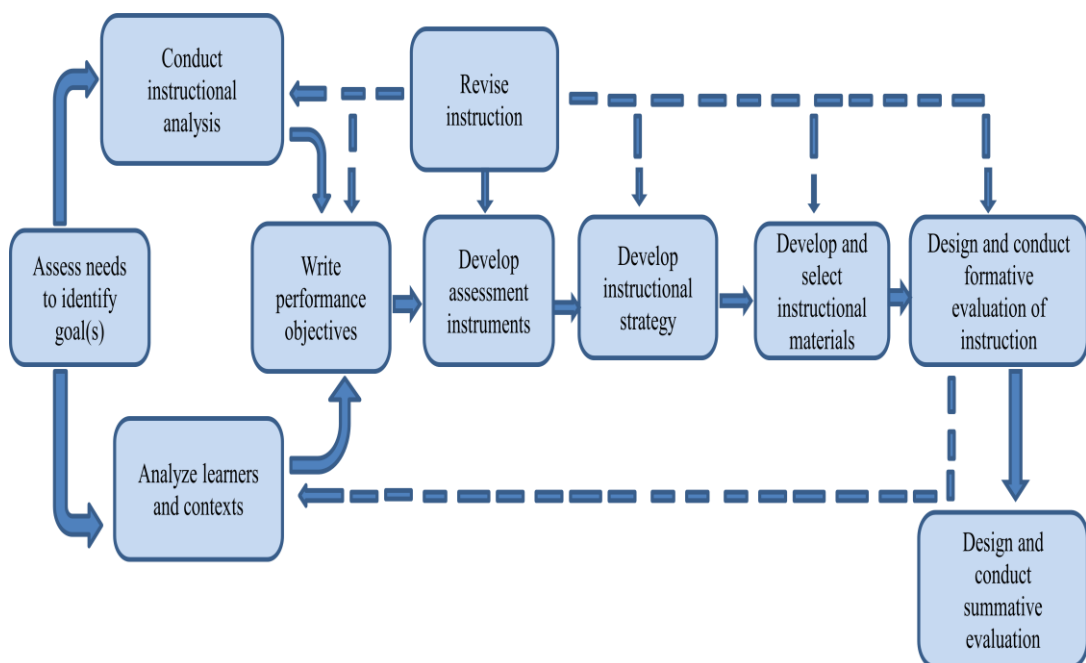 Conduct
instructional
analysis
Revise
instruction
Assess needs
to identify
goal(s)
Write
performance
objectives
Develop
assessment
instruments
Develop
instructional
strategy
Develop and
select
instructional
materials
Design and conduct
formative
evaluation of
instruction
Analyze learners
and contexts
Design and
conduct
summative
evaluation